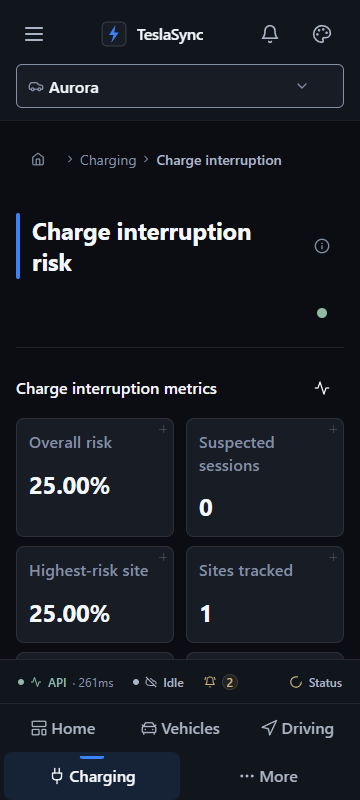 TeslaSync
Aurora
Charging
Charge interruption
Charge interruption
risk
Charge interruption metrics
Overall risk
25.00%
Suspected
sessions
0
Highest-risk site
25.00%
Sites tracked
1
API · 261ms
Idle
2
Status
Home
Vehicles
Driving
Charging
More